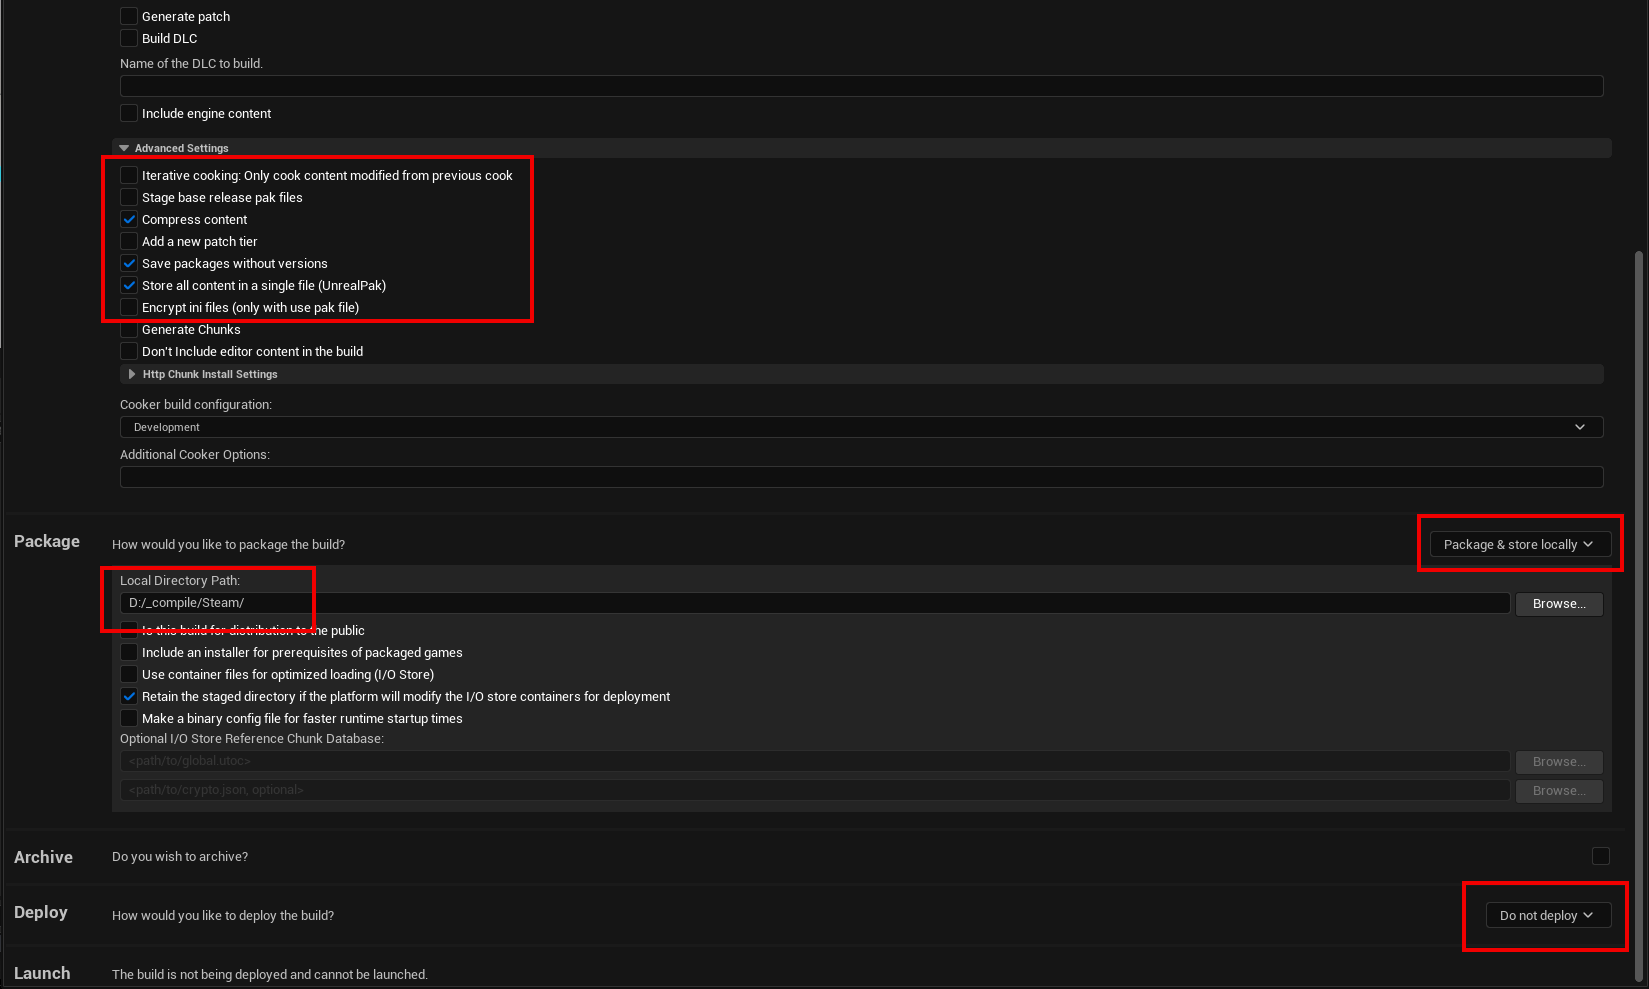 Generate patch
Build DLC
Name of the DLC to build.
Include engine content
Advanced Settings
Iterative cooking: Only cook content modified from previous cook
Stage base release pak files
Compress content
Add a new patch tier
Save packages without versions
Store all content in a single file (UnrealPak)
Encrypt ini files (only with use pak file)
Generate Chunks
Don't Include editor content in the build
Http Chunk Install Settings
Cooker build configuration:
Development
Additional Cooker Options:
Package How would you like to package the build? Package & store locally
Local Directory Path:
D:/_compile/Steam/ Browse...
Is this build for distribution to the public
Include an installer for prerequisites of packaged games
Use container files for optimized loading (I/O Store)
Retain the staged directory if the platform will modify the I/O store containers for deployment
Make a binary config file for faster runtime startup times
Optional I/O Store Reference Chunk Database:
<path/to/global.utoc> Browse...
<path/to/crypto.json, optional> Browse...
Archive Do you wish to archive?
Deploy How would you like to deploy the build? Do not deploy
Launch The build is not being deployed and cannot be launched.